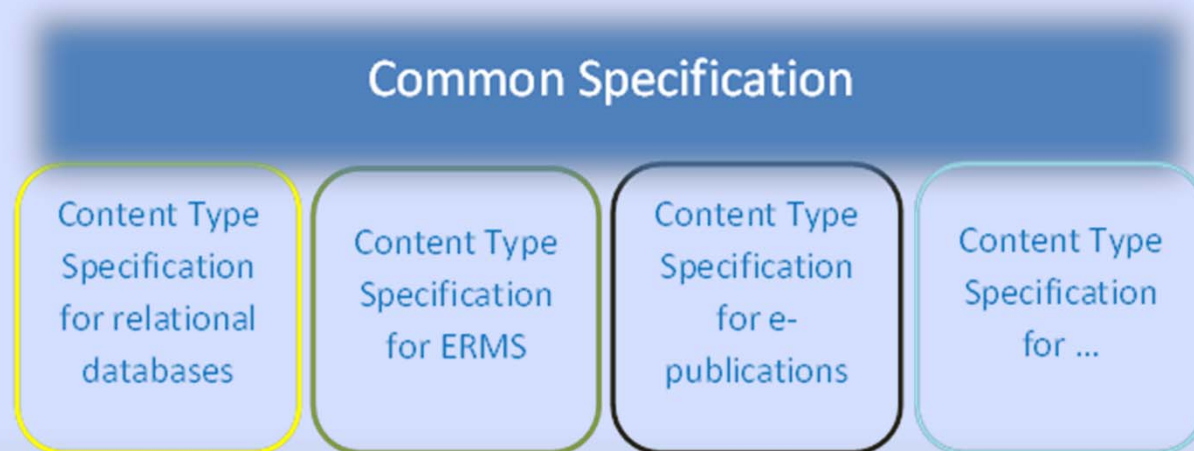 Common Specification
Content Type
Specification
for relational
databases
Content Type
Specification
for ERMS
Content Type
Specification
for e-
publications
Content Type
Specification
for ...